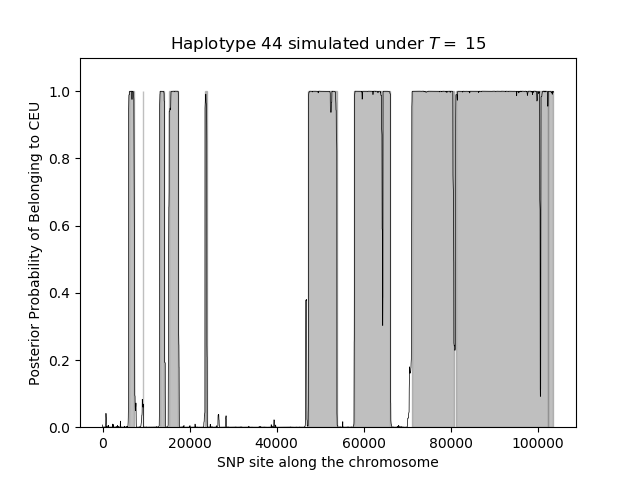 Haplotype 44 simulated under T = 15
Posterior Probability of Belonging to CEU
1.0
0.8
0.6
0.4
0.2
0.0
0 20000 40000 60000 80000 100000
SNP site along the chromosome